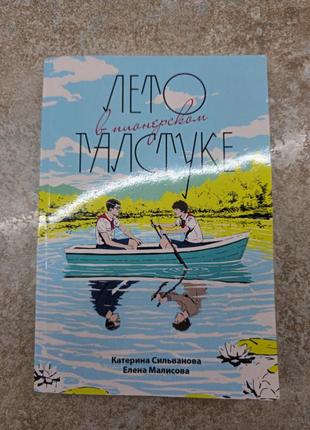 ЛЕТО
в пионерском
ГАЛСТУКЕ
Катерина Сильванова
Елена Малисова